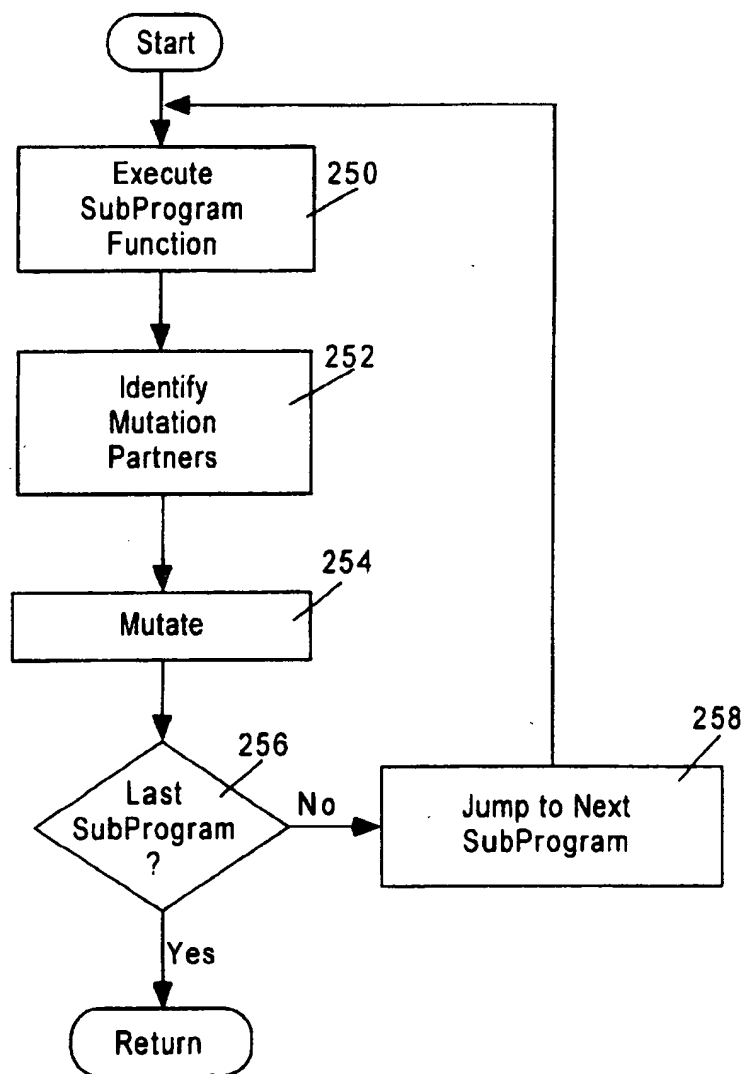 Start
Execute
SubProgram
Function
250
Identify
Mutation
Partners
252
Mutate
254
Last
SubProgram
?
256
No
Jump to Next
SubProgram
258
Yes
Return